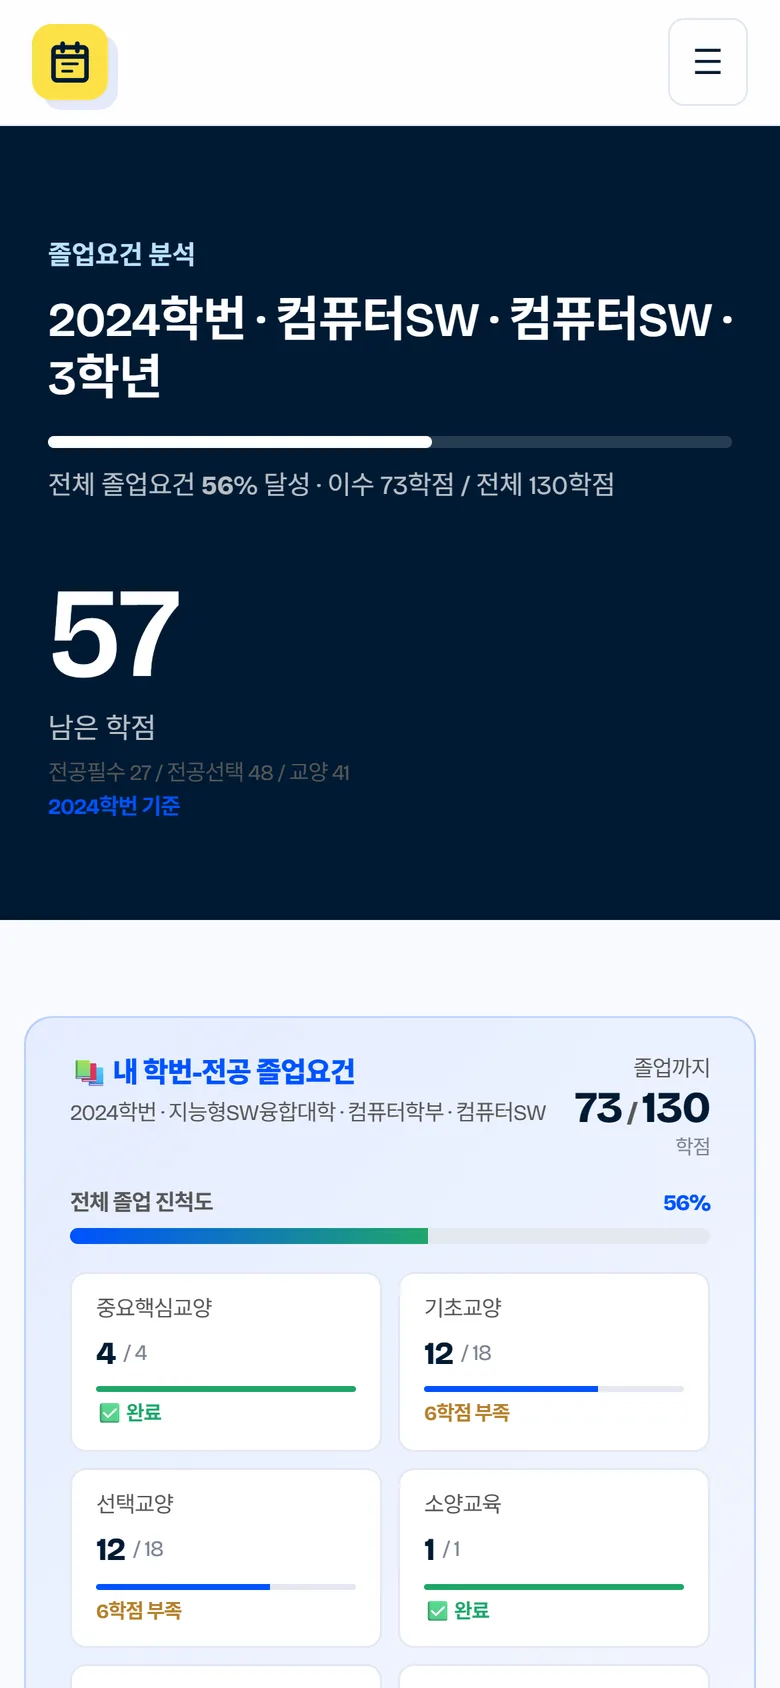 졸업요건 분석
2024학번 · 컴퓨터SW · 컴퓨터SW ·
3학년
전체 졸업요건 56% 달성 · 이수 73학점 / 전체 130학점
57
남은 학점
전공필수 27 / 전공선택 48 / 교양 41
2024학번 기준
📚 내 학번-전공 졸업요건
2024학번 · 지능형SW융합대학 · 컴퓨터학부 · 컴퓨터SW
졸업까지
73 / 130
학점
전체 졸업 진척도 56%
중요핵심교양
4 / 4
✅ 완료
기초교양
12 / 18
6학점 부족
선택교양
12 / 18
6학점 부족
소양교육
1 / 1
✅ 완료